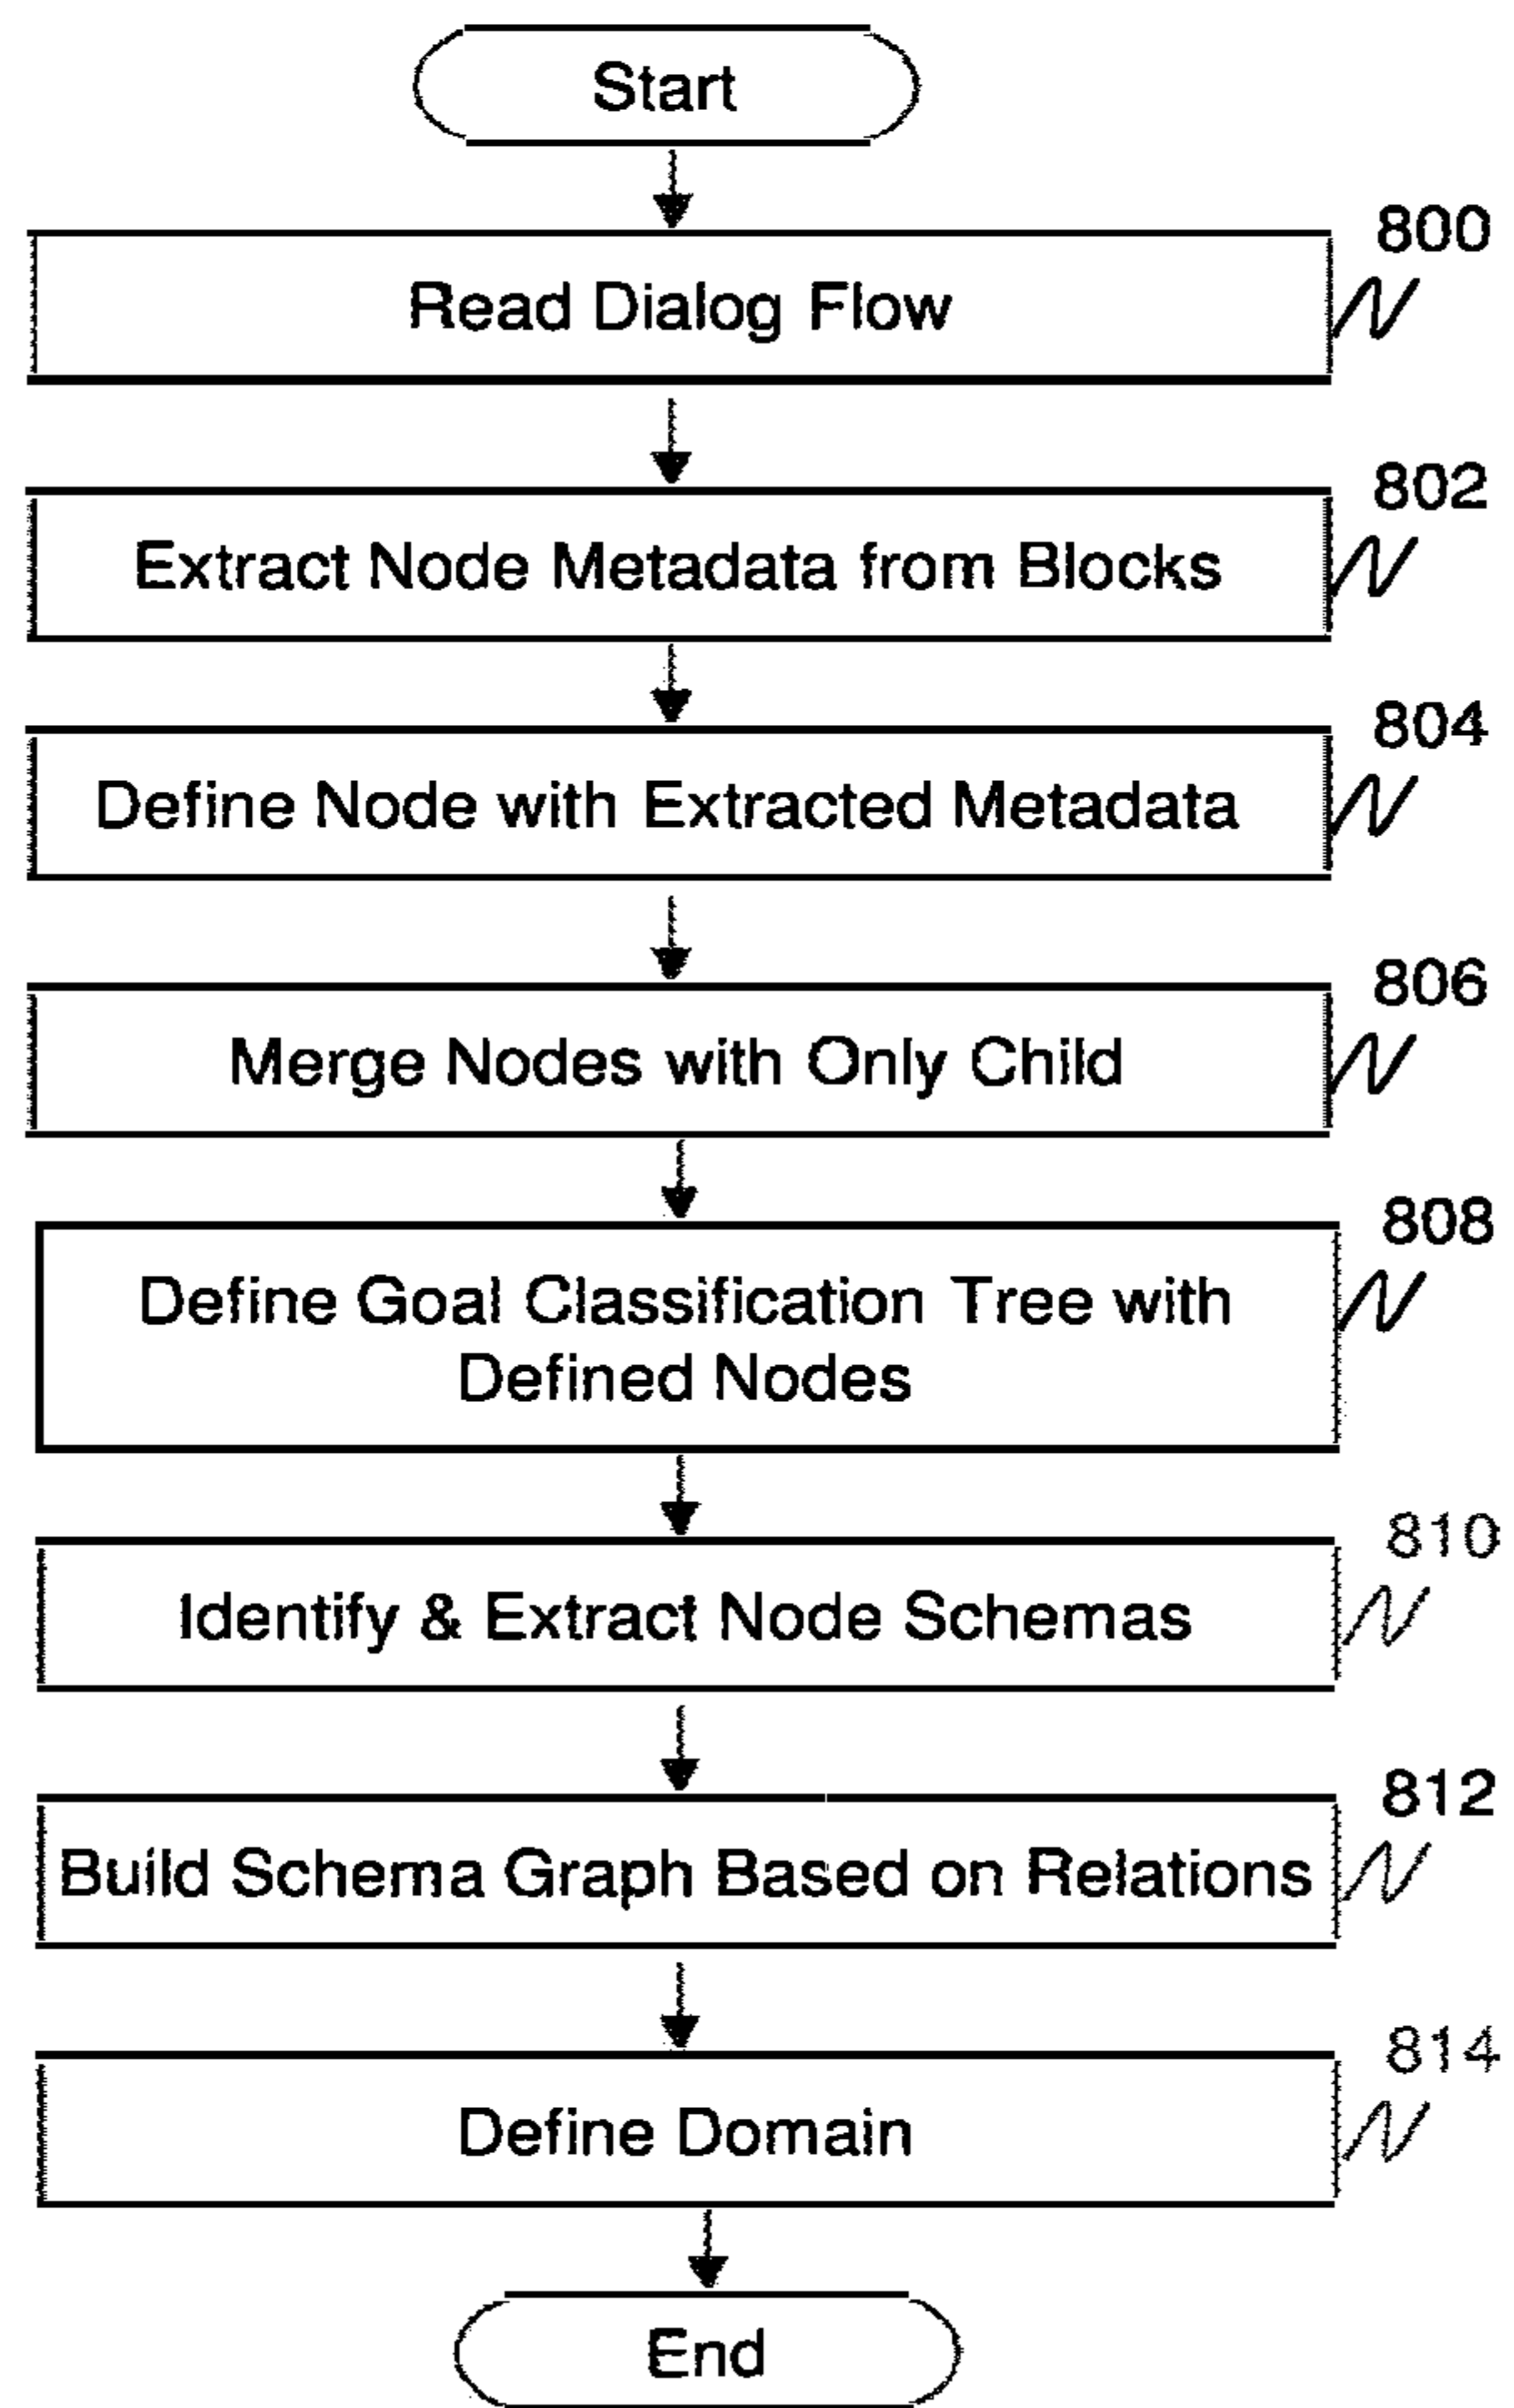 Start
800
Read Dialog Flow
802
Extract Node Metadata from Blocks
804
Define Node with Extracted Metadata
806
Merge Nodes with Only Child
808
Define Goal Classification Tree with
Defined Nodes
810
Identify & Extract Node Schemas
812
Build Schema Graph Based on Relations
814
Define Domain
End